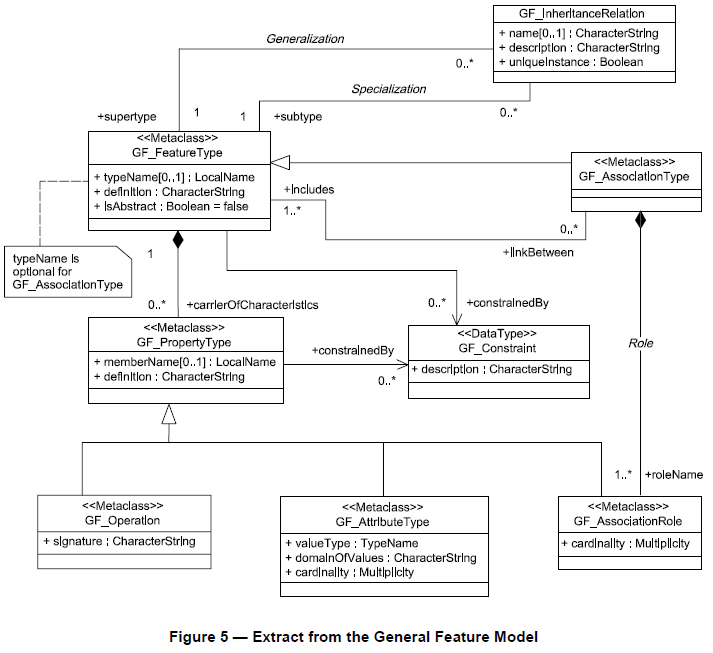 GF_InheritanceRelation
+ name[0..1] : CharacterString
+ description : CharacterString
+ uniqueInstance : Boolean
Generalization
0..*
Specialization
0..*
+supertype
1
1
+subtype
<<Metaclass>>
GF_FeatureType
+ typeName[0..1] : LocalName
+ definition : CharacterString
+ isAbstract : Boolean = false
<<Metaclass>>
GF_AssociationType
+includes
1..*
0..*
+linkBetween
typeName is
optional for
GF_AssociationType
1
0..*
+carrierOfCharacteristics
0..*
+constrainedBy
<<Metaclass>>
GF_PropertyType
+ memberName[0..1] : LocalName
+ definition : CharacterString
+constrainedBy
0..*
<<DataType>>
GF_Constraint
+ description : CharacterString
Role
1..*
+roleName
<<Metaclass>>
GF_Operation
+ signature : CharacterString
<<Metaclass>>
GF_AttributeType
+ valueType : TypeName
+ domainOfValues : CharacterString
+ cardinality : Multiplicity
<<Metaclass>>
GF_AssociationRole
+ cardinality : Multiplicity
Figure 5 — Extract from the General Feature Model